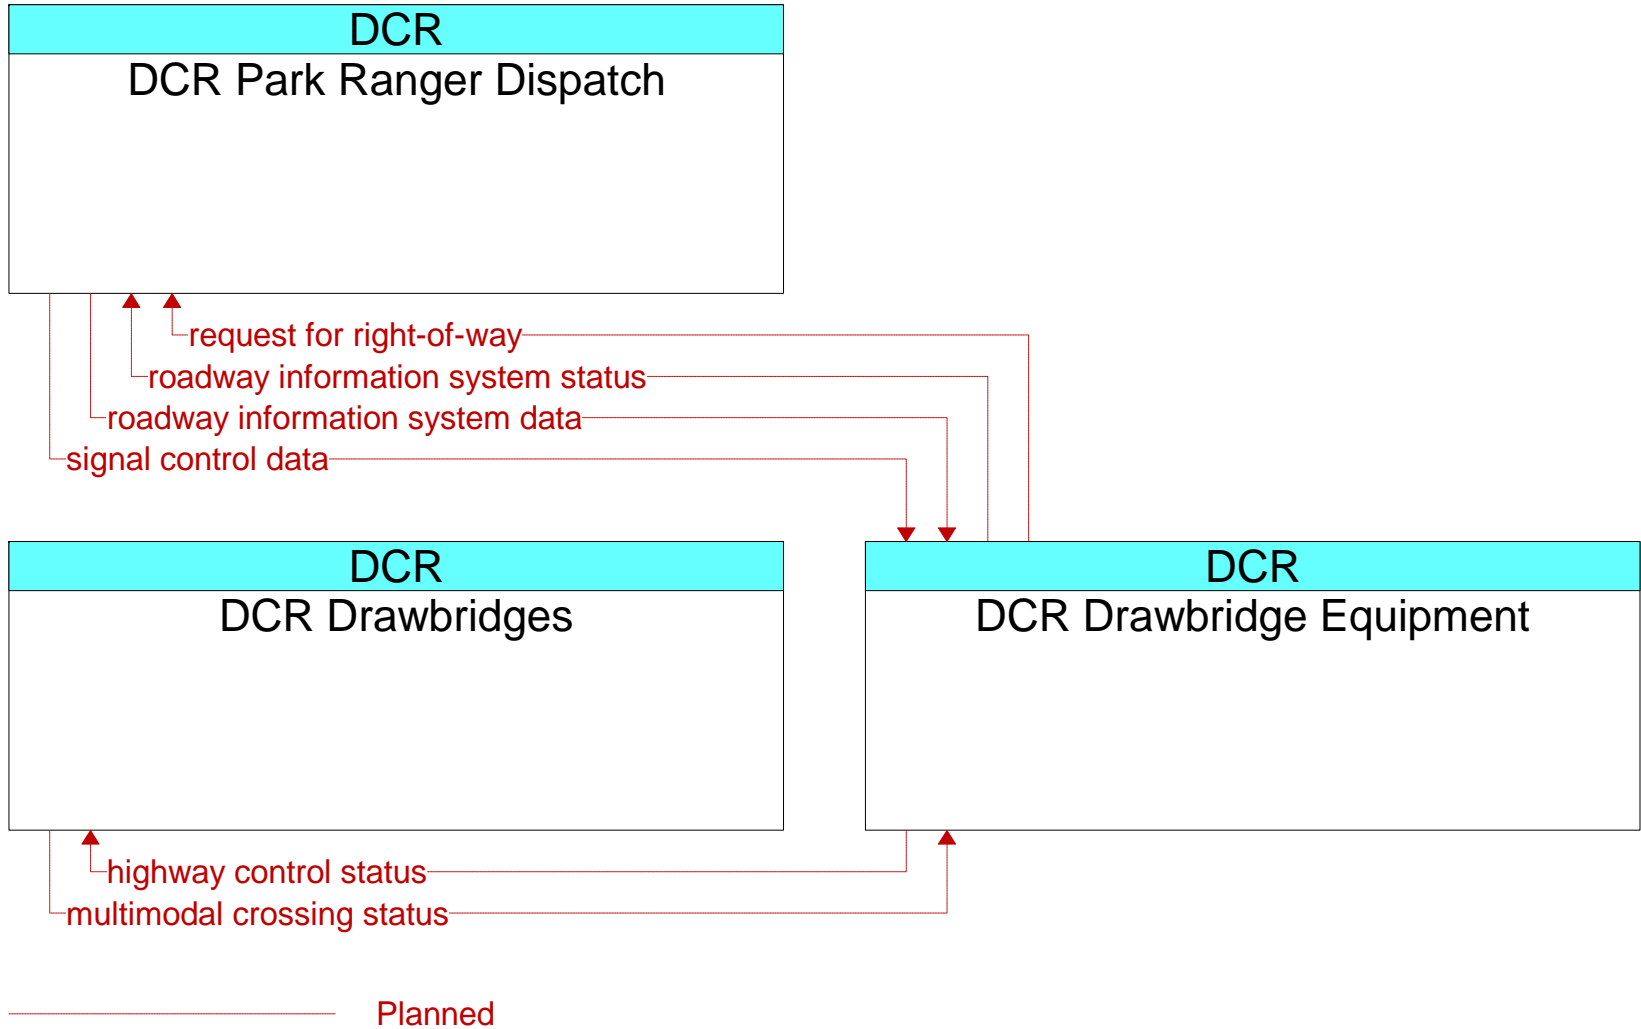 DCR
DCR Park Ranger Dispatch
request for right-of-way
roadway information system status
roadway information system data
signal control data
DCR
DCR Drawbridges
DCR
DCR Drawbridge Equipment
highway control status
multimodal crossing status
Planned